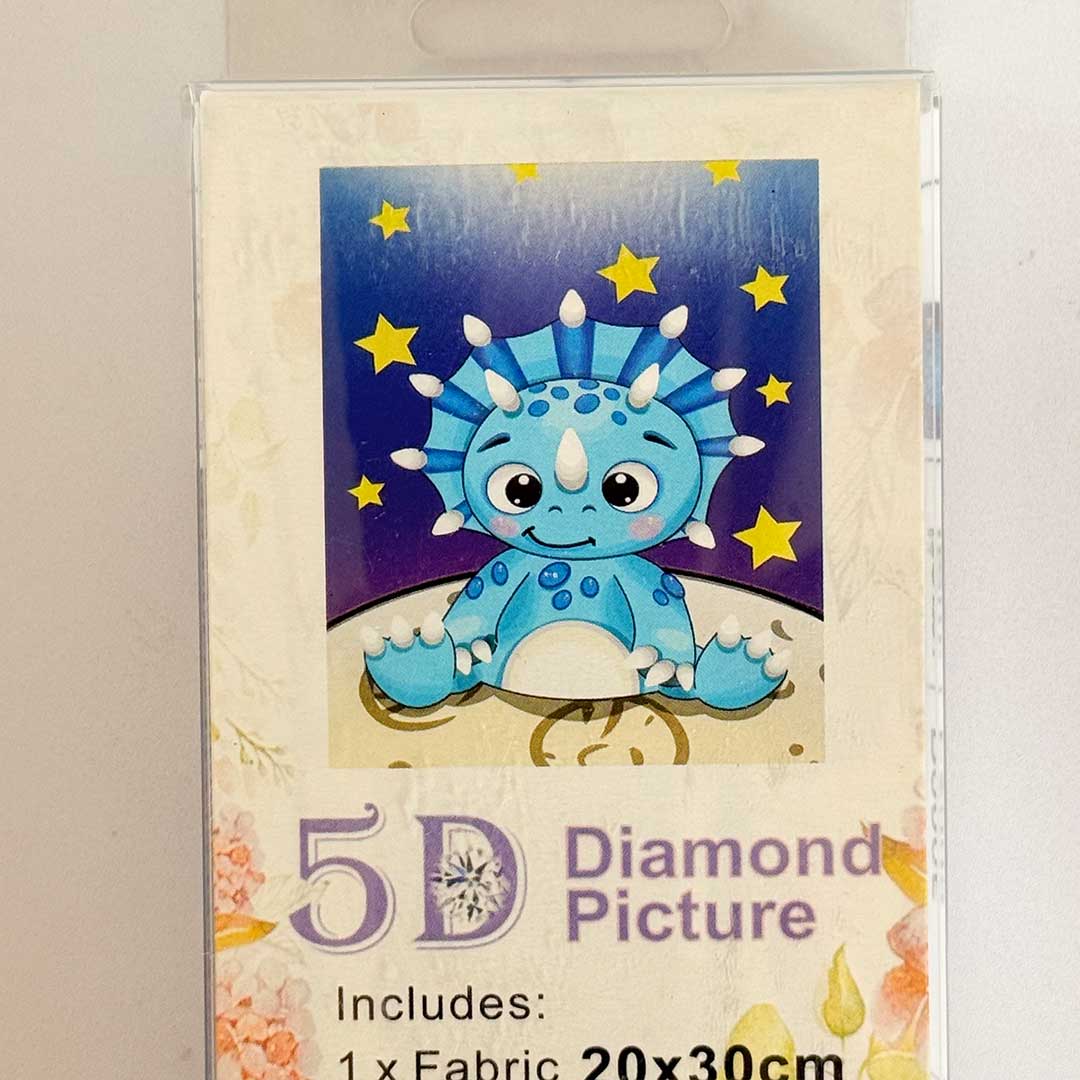 5D Diamond
Picture
Includes:
1 x Fabric 20x30cm